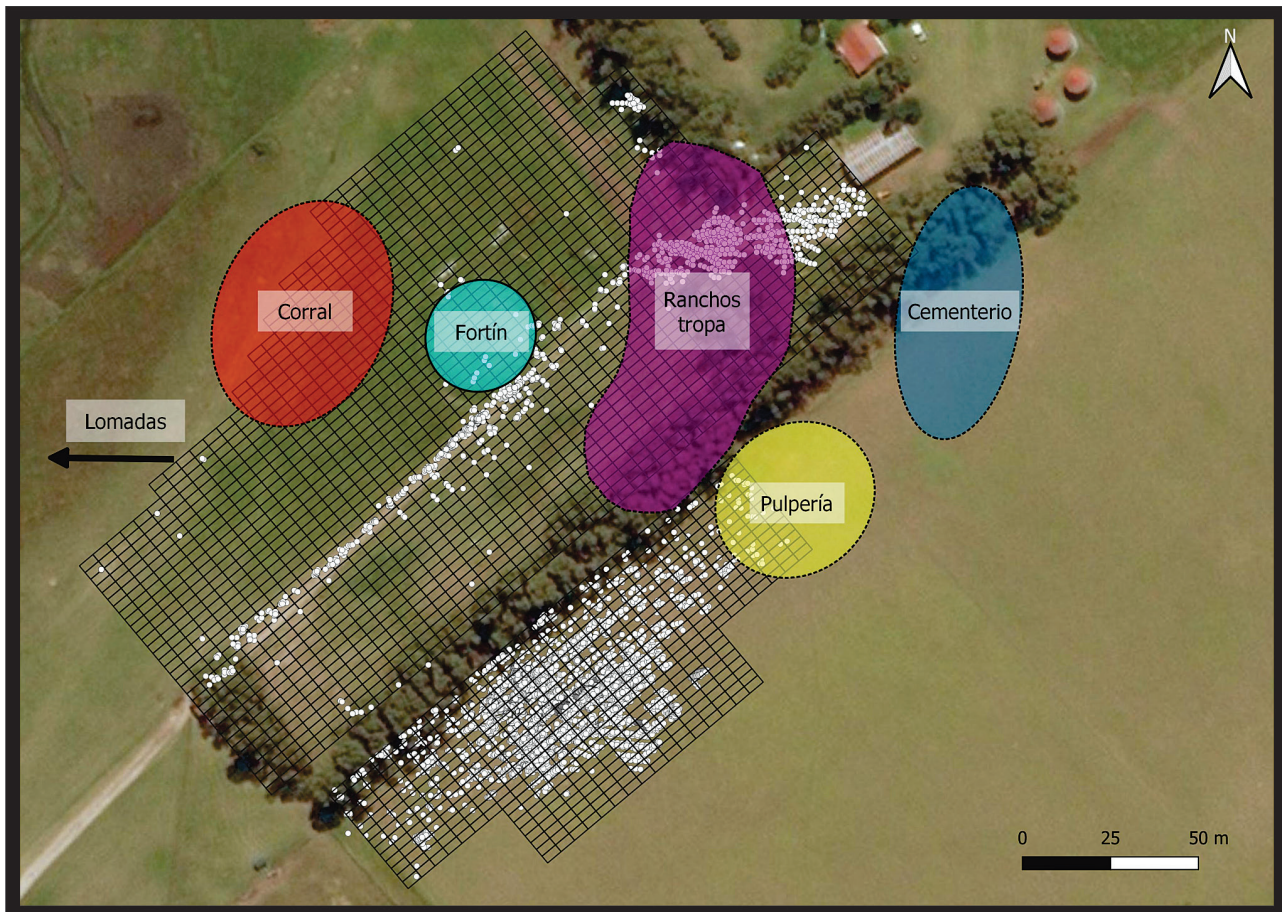 N
Corral
Fortín
Ranchos
tropa
Cementerio
Lomadas
Pulpería
0 25 50 m